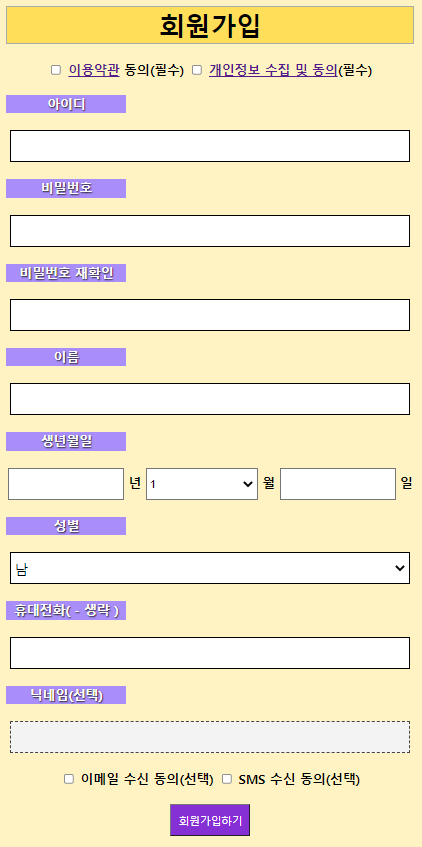 회원가입
이용약관 동의(필수) 개인정보 수집 및 동의(필수)
아이디
비밀번호
비밀번호 재확인
이름
생년월일
년 1 월 일
성별
남
휴대전화( - 생략 )
닉네임(선택)
이메일 수신 동의(선택) SMS 수신 동의(선택)
회원가입하기